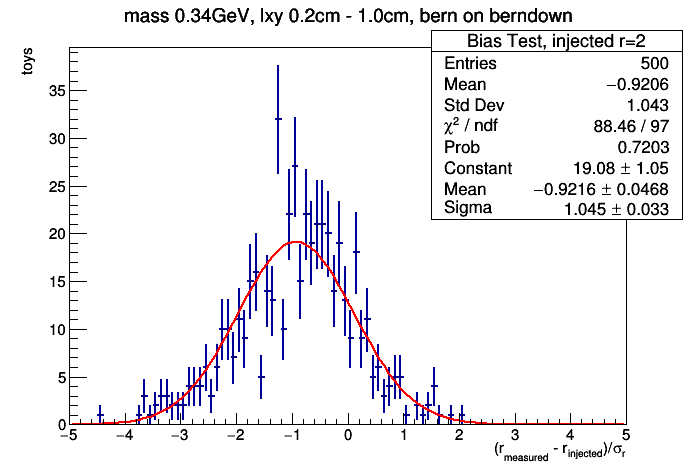 mass 0.34GeV, lxy 0.2cm - 1.0cm, bern on berndown
Bias Test, injected r=2
Entries 500
Mean −0.9206
Std Dev 1.043
χ² / ndf 88.46 / 97
Prob 0.7203
Constant 19.08 ± 1.05
Mean −0.9216 ± 0.0468
Sigma 1.045 ± 0.033
toys
35
30
25
20
15
10
5
0
−5 −4 −3 −2 −1 0 1 2 3 4 5
(r_measured - r_injected)/σ_r